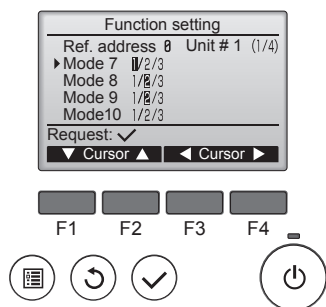 Function setting
Ref. address 0 Unit # 1 (1/4)
Mode 7 1/2/3
Mode 8 1/2/3
Mode 9 1/2/3
Mode10 1/2/3
Request: ✓
▼ Cursor ▲ ◀ Cursor ▶
F1 F2 F3 F4